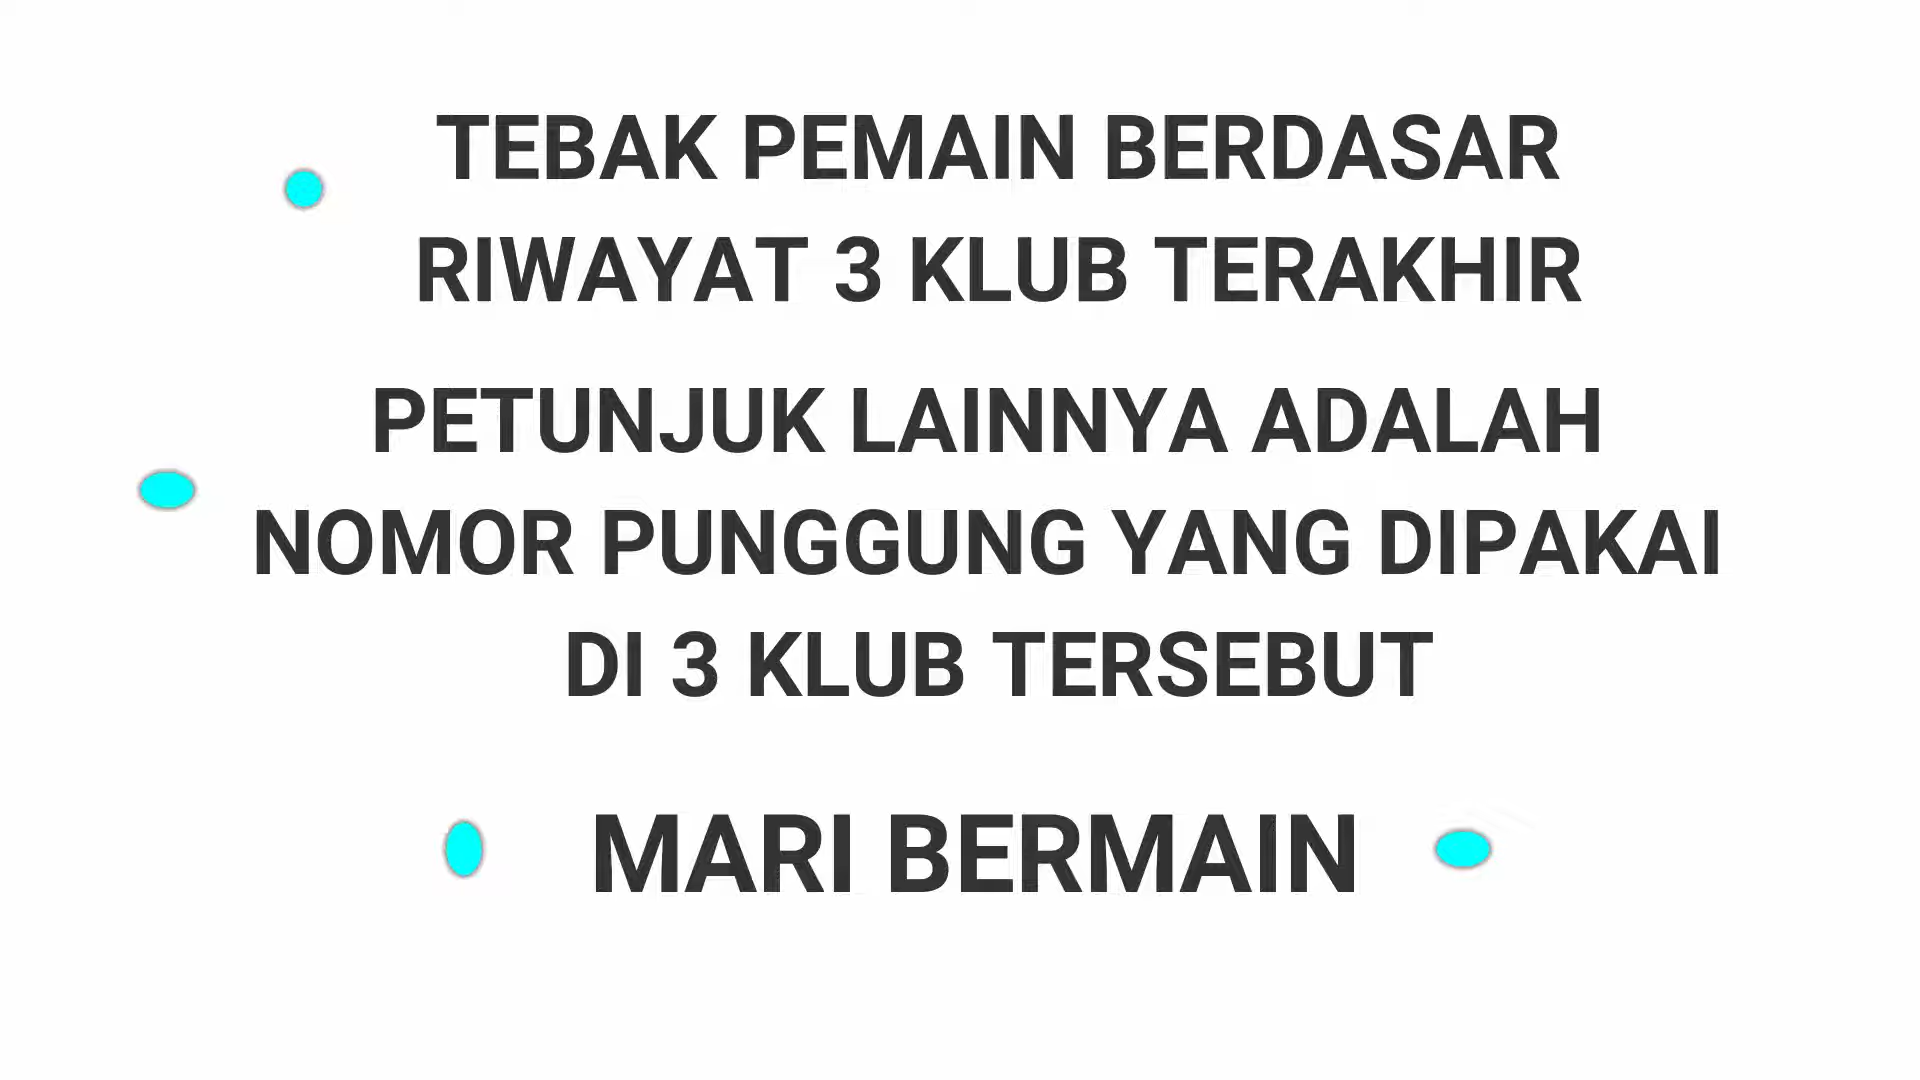 TEBAK PEMAIN BERDASAR
RIWAYAT 3 KLUB TERAKHIR
PETUNJUK LAINNYA ADALAH
NOMOR PUNGGUNG YANG DIPAKAI
DI 3 KLUB TERSEBUT
MARI BERMAIN